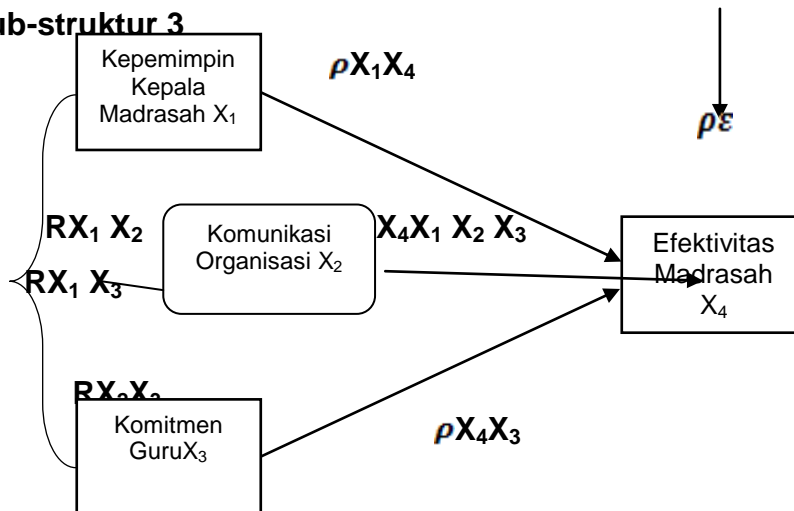 ub-struktur 3
Kepemimpin
Kepala
Madrasah X₁
ρX₁X₄
ρε
RX₁ X₂
Komunikasi
Organisasi X₂
X₄X₁ X₂ X₃
Efektivitas
Madrasah
X₄
RX₁ X₃
Komitmen
GuruX₃
ρX₄X₃